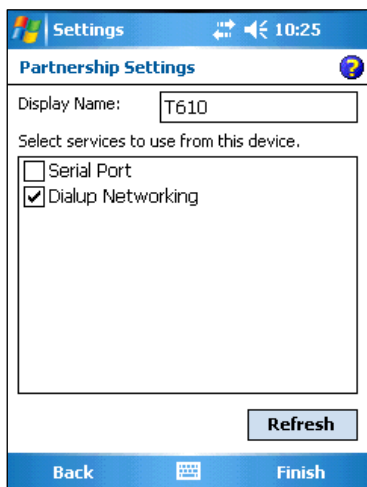 Settings 10:25
Partnership Settings ?
Display Name: T610
Select services to use from this device.
Serial Port
Dialup Networking
Refresh
Back Finish